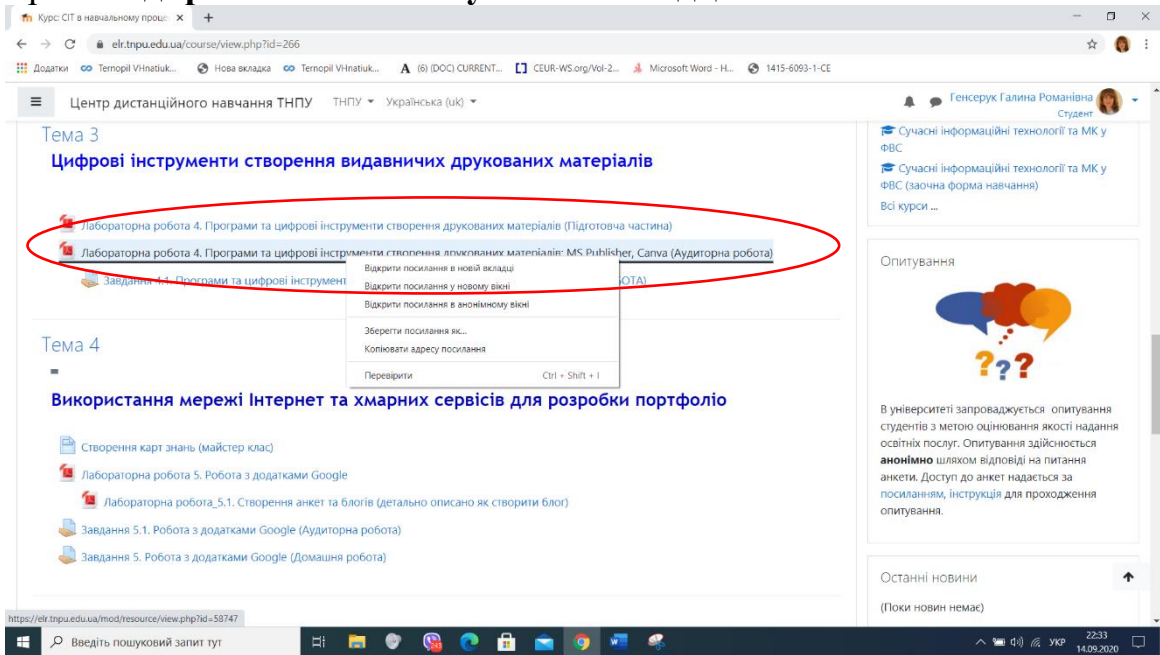 Курс: СІТ в навчальному проце
elr.tnpu.edu.ua/course/view.php?id=266
Додатки Ternopil V.Hnatiuk... Нова вкладка Ternopil V.Hnatiuk... (6) (DOC) CURRENT... CEUR-WS.org/Vol-2... Microsoft Word - H... 1415-6093-1-CE
Центр дистанційного навчання ТНПУ ТНПУ Українська (uk)
Генсерук Галина Романівна
Студент
Тема 3
Цифрові інструменти створення видавничих друкованих матеріалів
Лабораторна робота 4. Програми та цифрові інструменти створення друкованих матеріалів (Підготовча частина)
Лабораторна робота 4. Програми та цифрові інструменти створення друкованих матеріалів: MS Publisher, Canva (Аудиторна робота)
Завдання 4.1. Програми та цифрові інструмент
ОТА)
Відкрити посилання в новій вкладці
Відкрити посилання у новому вікні
Відкрити посилання в анонімному вікні
Зберегти посилання як...
Копіювати адресу посилання
Перевірити Ctrl + Shift + I
Тема 4
Використання мережі Інтернет та хмарних сервісів для розробки портфоліо
Створення карт знань (майстер клас)
Лабораторна робота 5. Робота з додатками Google
Лабораторна робота_5.1. Створення анкет та блогів (детально описано як створити блог)
Завдання 5.1. Робота з додатками Google (Аудиторна робота)
Завдання 5. Робота з додатками Google (Домашня робота)
Сучасні інформаційні технології та МК у
ФВС
Сучасні інформаційні технології та МК у
ФВС (заочна форма навчання)
Всі курси ...
Опитування
???
В університеті запроваджується опитування
студентів з метою оцінювання якості надання
освітніх послуг. Опитування здійснюється
анонімно шляхом відповіді на питання
анкети. Доступ до анкет надається за
посиланням, інструкція для проходження
опитування.
Останні новини
(Поки новин немає)
https://elr.tnpu.edu.ua/mod/resource/view.php?id=58747
Введіть пошуковий запит тут
УКР
22:33
14.09.2020